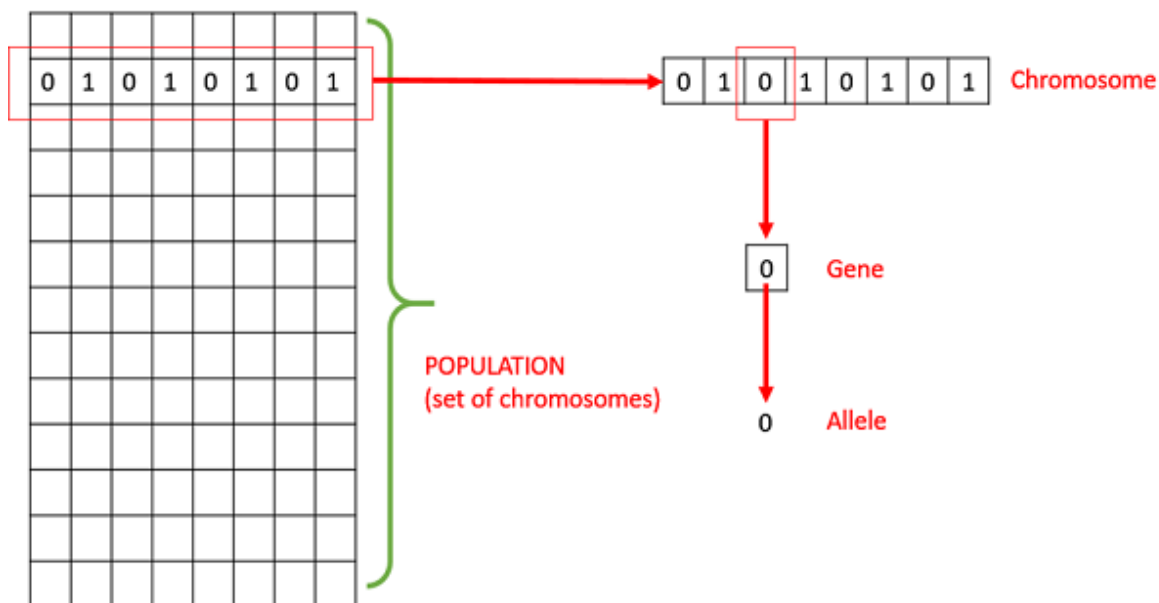 0 1 0 1 0 1 0 1
0 1 0 1 0 1 0 1 Chromosome
0 Gene
POPULATION
(set of chromosomes)
0 Allele